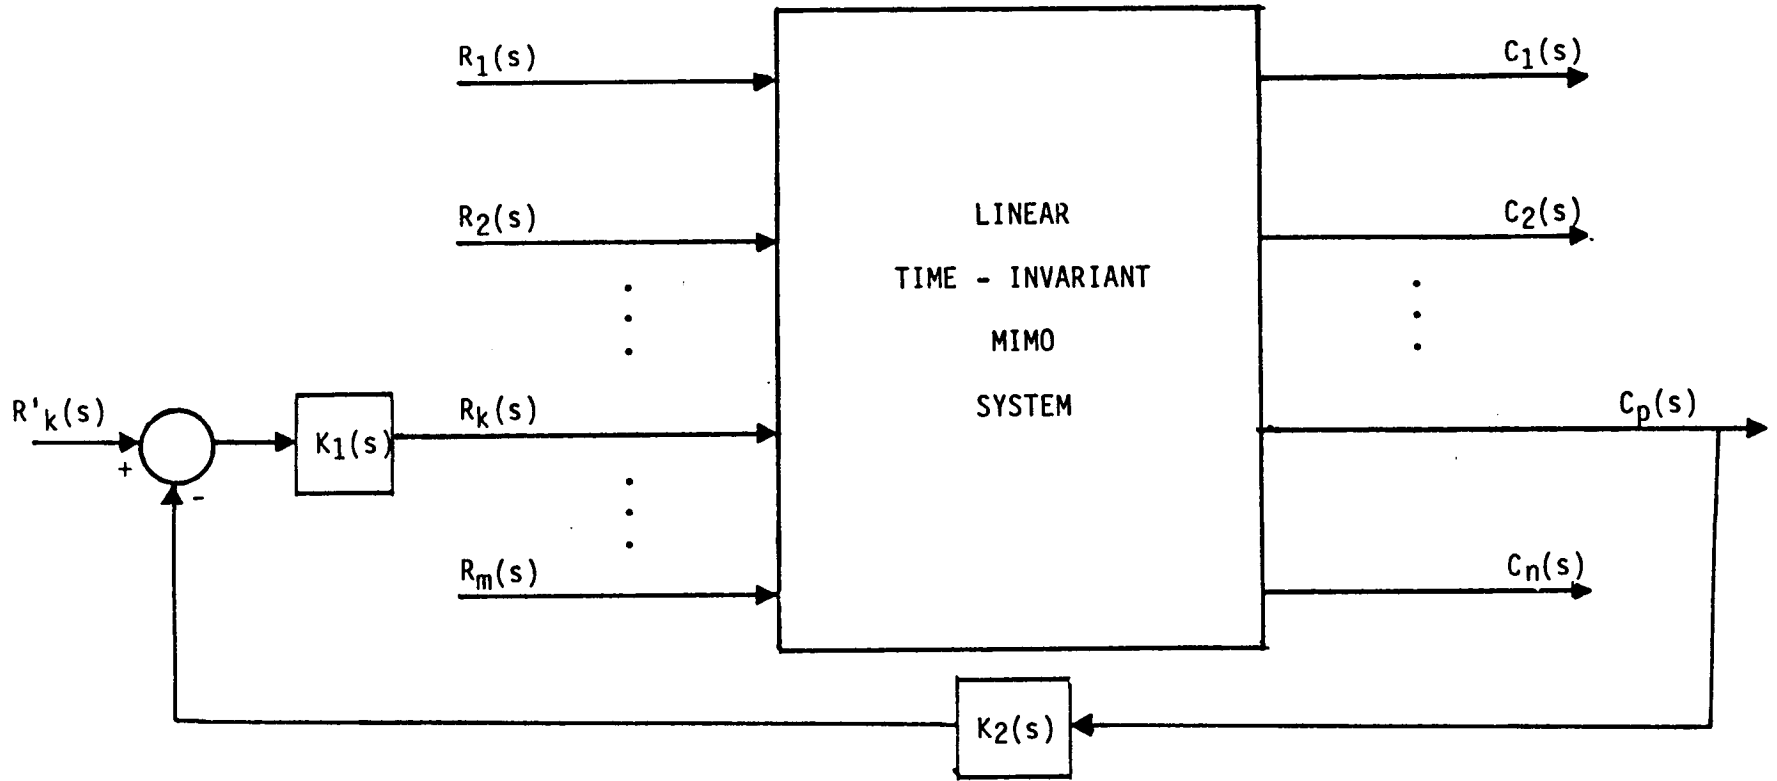 R₁(s)
C₁(s)
R₂(s)
C₂(s)
LINEAR
TIME - INVARIANT
MIMO
SYSTEM
R'ₖ(s)
+
-
K₁(s)
Rₖ(s)
Cₚ(s)
Rₘ(s)
Cₙ(s)
K₂(s)